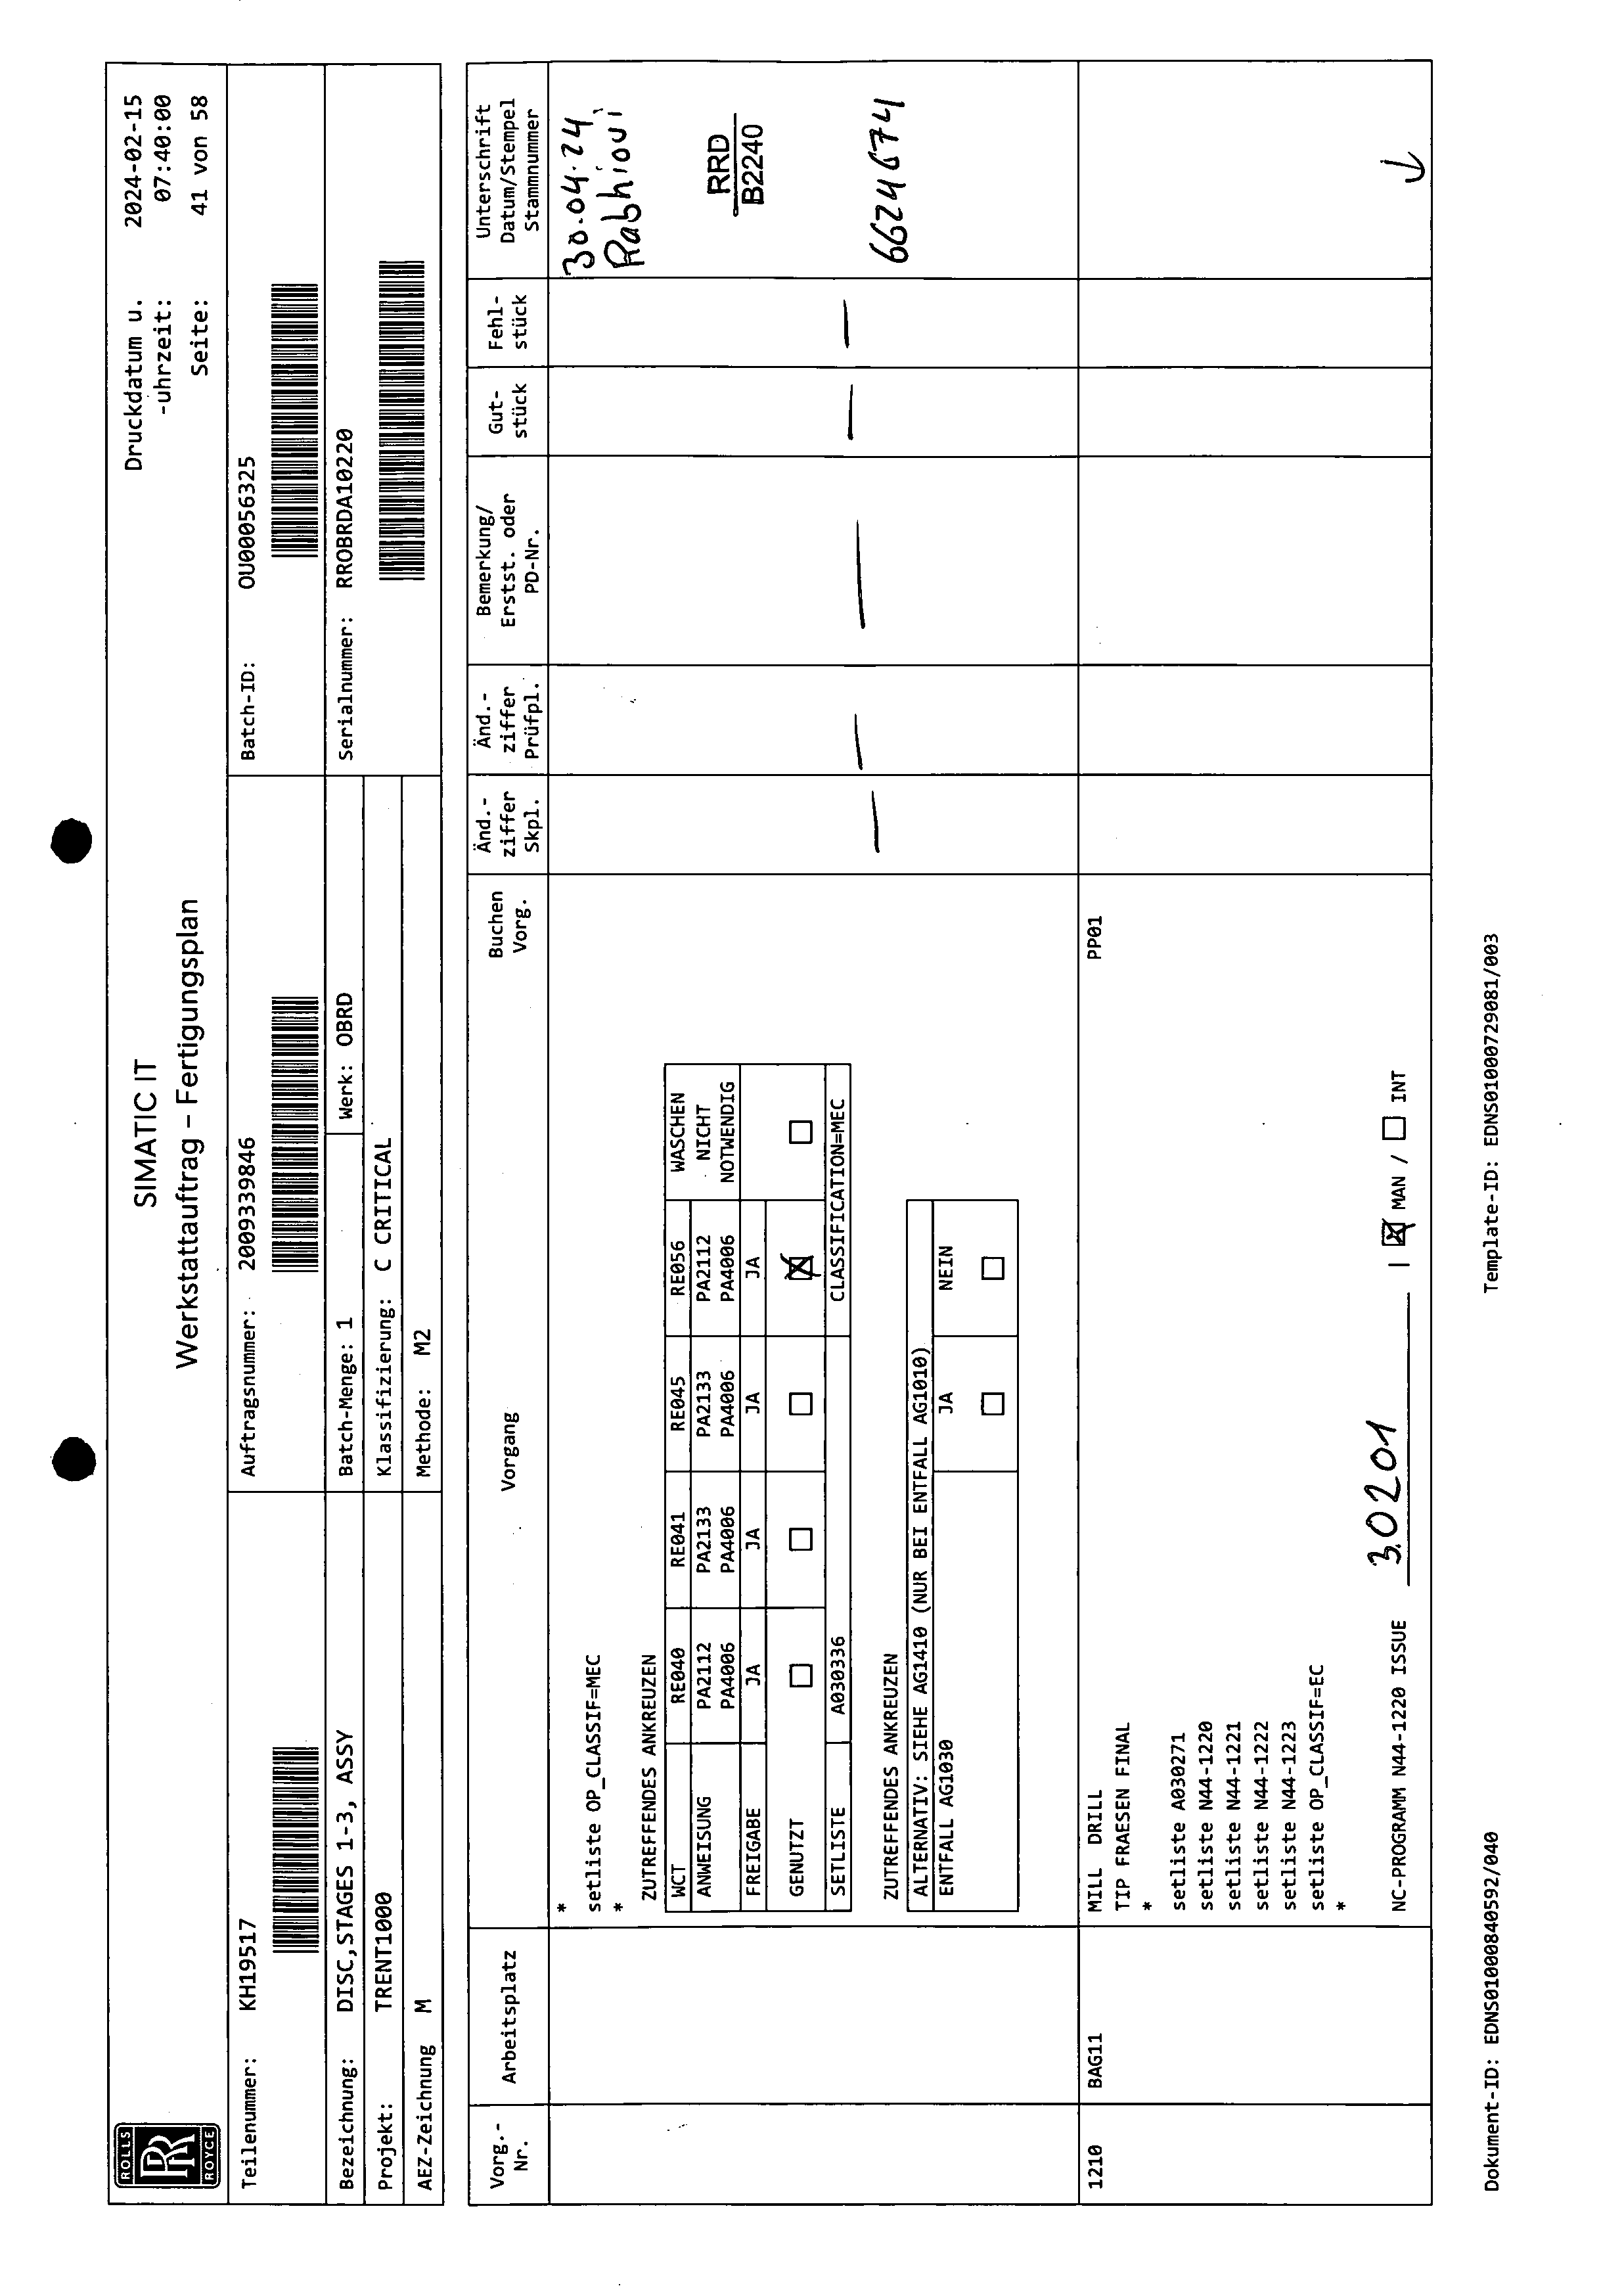 ROLLS
RR
ROYCE
SIMATIC IT
Werkstattauftrag – Fertigungsplan
Druckdatum u. 2024-02-15
-uhrzeit: 07:40:00
Seite: 41 von 58
Teilenummer: KH19517
Auftragsnummer: 2009339846
Batch-ID: OU00056325
Bezeichnung: DISC,STAGES 1-3, ASSY
Batch-Menge: 1
Werk: OBRD
Serialnummer: RROBRDA10220
Projekt: TRENT1000
Klassifizierung: C CRITICAL
AEZ-Zeichnung M
Methode: M2
Vorg.-
Nr.
Arbeitsplatz
Vorgang
Buchen
Vorg.
Änd.-
ziffer
Skpl.
Änd.-
ziffer
Prüfpl.
Bemerkung/
Erstst. oder
PD-Nr.
Gut-
stück
Fehl-
stück
Unterschrift
Datum/Stempel
Stammnummer
*
setliste OP_CLASSIF=MEC
*
ZUTREFFENDES ANKREUZEN
WCT RE040 RE041 RE045 RE056 WASCHEN
ANWEISUNG PA2112 PA2133 PA2133 PA2112 NICHT
PA4006 PA4006 PA4006 PA4006 NOTWENDIG
FREIGABE JA JA JA JA
GENUTZT
SETLISTE A030336 CLASSIFICATION=MEC
ZUTREFFENDES ANKREUZEN
ALTERNATIV: SIEHE AG1410 (NUR BEI ENTFALL AG1010)
ENTFALL AG1030 JA NEIN
30.04.24
Rabhioui
RRD
B2240
6624674
1210 BAG11 MILL DRILL PP01
TIP FRAESEN FINAL
*
setliste A030271
setliste N44-1220
setliste N44-1221
setliste N44-1222
setliste N44-1223
setliste OP_CLASSIF=EC
*
NC-PROGRAMM N44-1220 ISSUE 3.0201 | MAN / INT
Dokument-ID: EDNS01000840592/040
Template-ID: EDNS01000729081/003